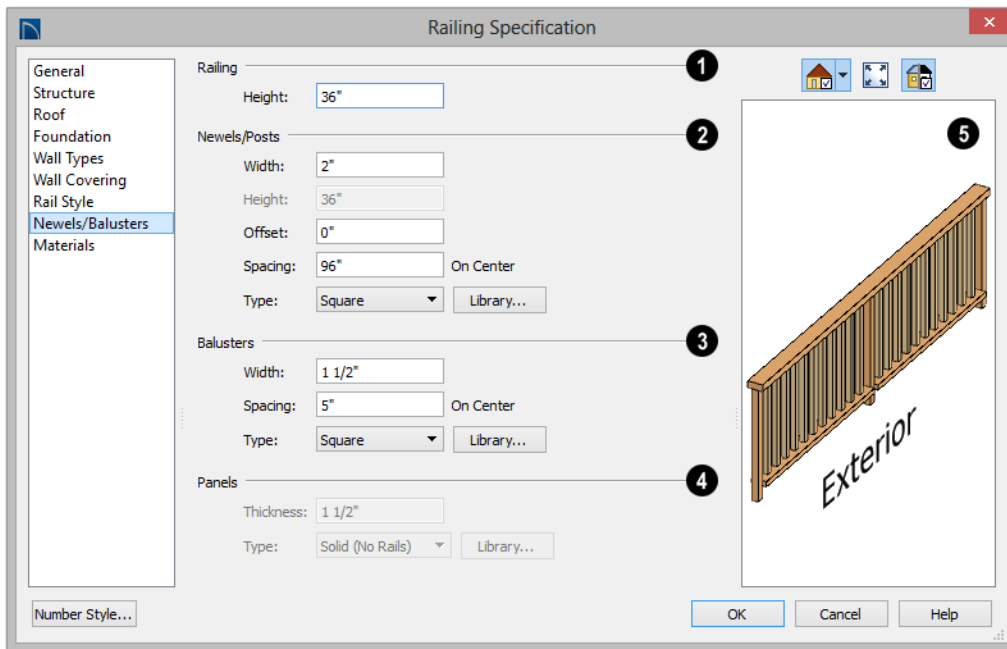 Railing Specification
General
Structure
Roof
Foundation
Wall Types
Wall Covering
Rail Style
Newels/Balusters
Materials
Railing
1
Height: 36"
Newels/Posts
2
Width: 2"
Height: 36"
Offset: 0"
Spacing: 96" On Center
Type: Square Library...
Balusters
3
Width: 1 1/2"
Spacing: 5" On Center
Type: Square Library...
Panels
4
Thickness: 1 1/2"
Type: Solid (No Rails) Library...
5
Exterior
Number Style...
OK
Cancel
Help